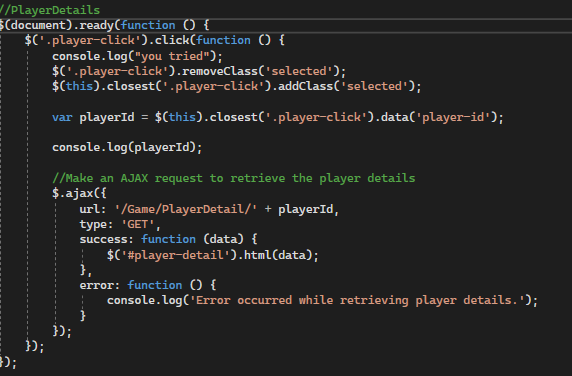 //PlayerDetails
$(document).ready(function () {
    $('.player-click').click(function () {
        console.log("you tried");
        $('.player-click').removeClass('selected');
        $(this).closest('.player-click').addClass('selected');

        var playerId = $(this).closest('.player-click').data('player-id');

        console.log(playerId);

        //Make an AJAX request to retrieve the player details
        $.ajax({
            url: '/Game/PlayerDetail/' + playerId,
            type: 'GET',
            success: function (data) {
                $('#player-detail').html(data);
            },
            error: function () {
                console.log('Error occurred while retrieving player details.');
            }
        });
    });
});